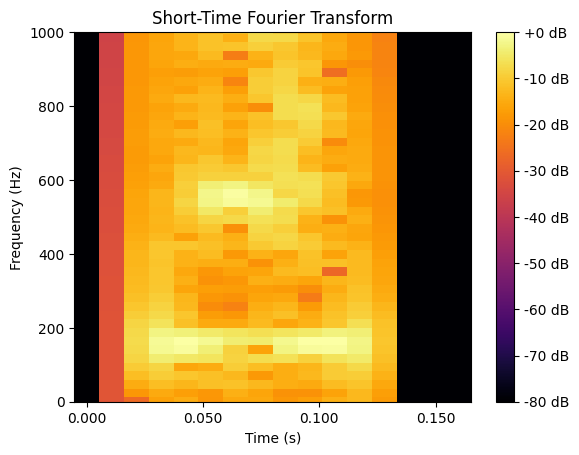 Short-Time Fourier Transform
Frequency (Hz)
1000
800
600
400
200
0
0.000
0.050
0.100
0.150
Time (s)
+0 dB
-10 dB
-20 dB
-30 dB
-40 dB
-50 dB
-60 dB
-70 dB
-80 dB